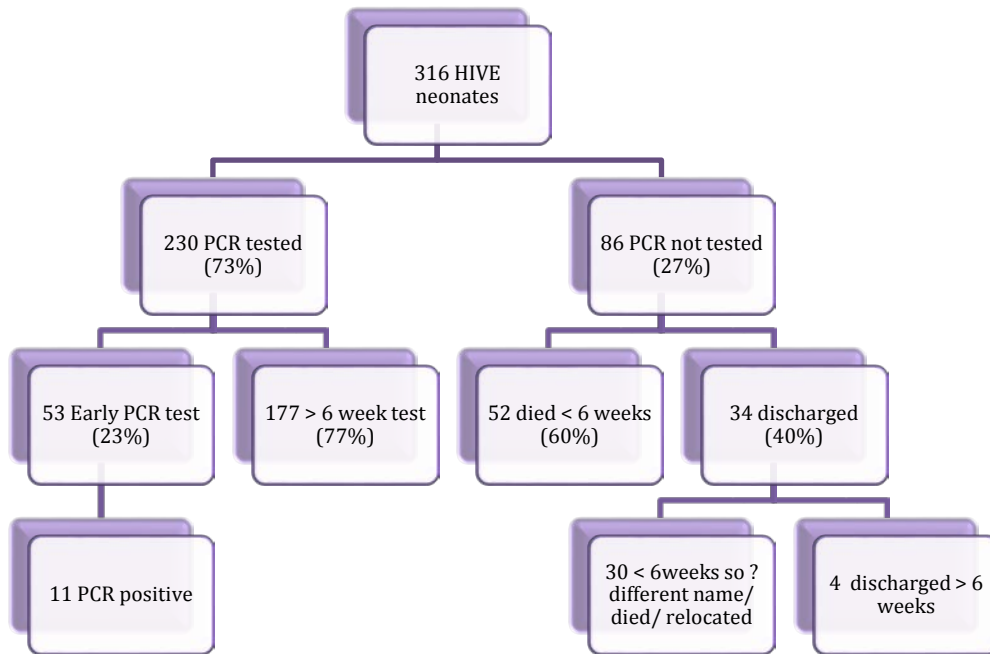 316 HIVE
neonates
230 PCR tested
(73%)
86 PCR not tested
(27%)
53 Early PCR test
(23%)
177 > 6 week test
(77%)
52 died < 6 weeks
(60%)
34 discharged
(40%)
11 PCR positive
30 < 6weeks so ?
different name/
died/ relocated
4 discharged > 6
weeks